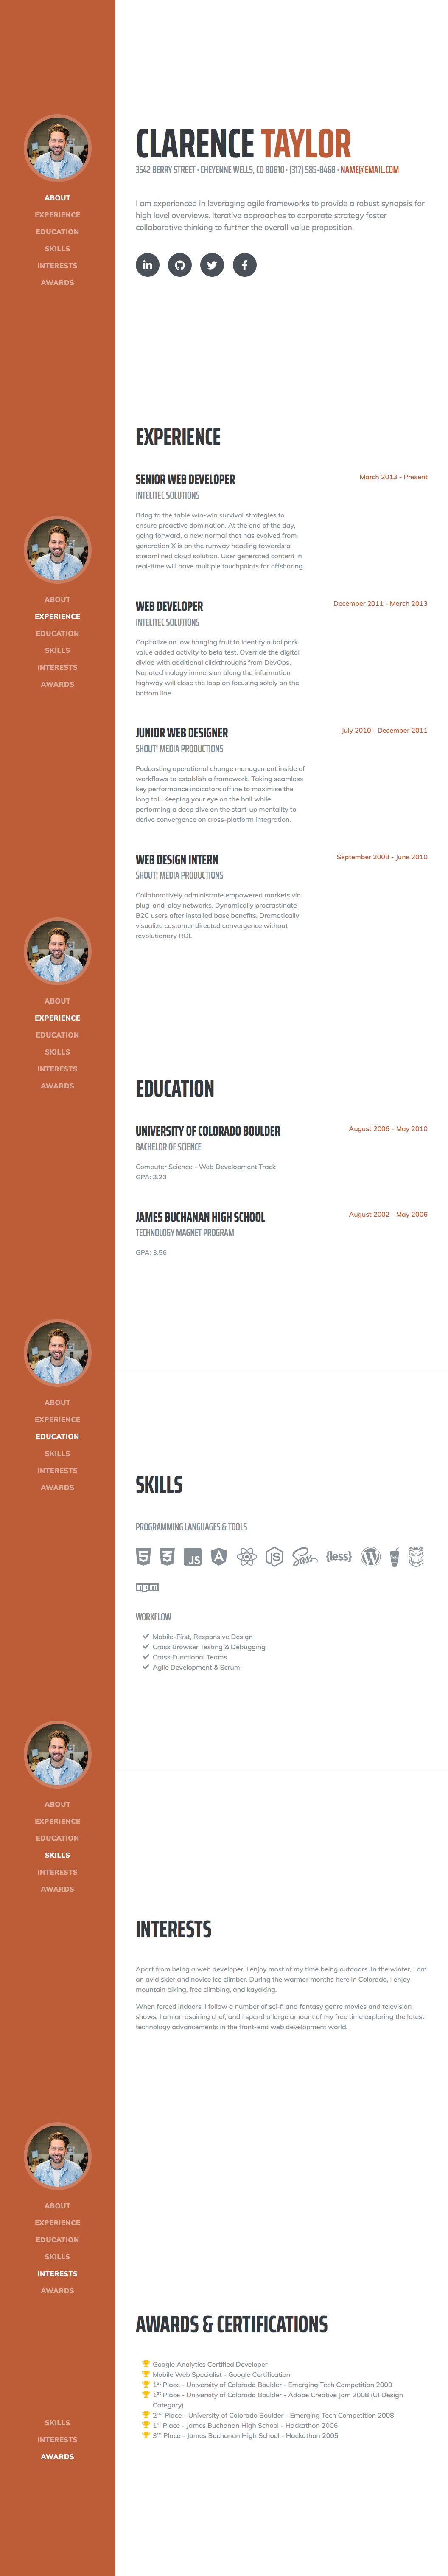 ABOUT
EXPERIENCE
EDUCATION
SKILLS
INTERESTS
AWARDS
CLARENCE TAYLOR
3542 BERRY STREET · CHEYENNE WELLS, CO 80810 · (317) 585-8468 · NAME@EMAIL.COM
I am experienced in leveraging agile frameworks to provide a robust synopsis for
high level overviews. Iterative approaches to corporate strategy foster
collaborative thinking to further the overall value proposition.
in
EXPERIENCE
SENIOR WEB DEVELOPER
March 2013 - Present
INTELITEC SOLUTIONS
Bring to the table win-win survival strategies to
ensure proactive domination. At the end of the day,
going forward, a new normal that has evolved from
generation X is on the runway heading towards a
streamlined cloud solution. User generated content in
real-time will have multiple touchpoints for offshoring.
ABOUT
EXPERIENCE
EDUCATION
SKILLS
INTERESTS
AWARDS
WEB DEVELOPER
December 2011 - March 2013
INTELITEC SOLUTIONS
Capitalize on low hanging fruit to identify a ballpark
value added activity to beta test. Override the digital
divide with additional clickthroughs from DevOps.
Nanotechnology immersion along the information
highway will close the loop on focusing solely on the
bottom line.
JUNIOR WEB DESIGNER
July 2010 - December 2011
SHOUT! MEDIA PRODUCTIONS
Podcasting operational change management inside of
workflows to establish a framework. Taking seamless
key performance indicators offline to maximise the
long tail. Keeping your eye on the ball while
performing a deep dive on the start-up mentality to
derive convergence on cross-platform integration.
WEB DESIGN INTERN
September 2008 - June 2010
SHOUT! MEDIA PRODUCTIONS
Collaboratively administrate empowered markets via
plug-and-play networks. Dynamically procrastinate
B2C users after installed base benefits. Dramatically
visualize customer directed convergence without
revolutionary ROI.
ABOUT
EXPERIENCE
EDUCATION
SKILLS
INTERESTS
AWARDS
EDUCATION
UNIVERSITY OF COLORADO BOULDER
August 2006 - May 2010
BACHELOR OF SCIENCE
Computer Science - Web Development Track
GPA: 3.23
JAMES BUCHANAN HIGH SCHOOL
August 2002 - May 2006
TECHNOLOGY MAGNET PROGRAM
GPA: 3.56
ABOUT
EXPERIENCE
EDUCATION
SKILLS
INTERESTS
AWARDS
SKILLS
PROGRAMMING LANGUAGES & TOOLS
5 3 JS A JS Sass {less} W
npm
WORKFLOW
Mobile-First, Responsive Design
Cross Browser Testing & Debugging
Cross Functional Teams
Agile Development & Scrum
ABOUT
EXPERIENCE
EDUCATION
SKILLS
INTERESTS
AWARDS
INTERESTS
Apart from being a web developer, I enjoy most of my time being outdoors. In the winter, I am
an avid skier and novice ice climber. During the warmer months here in Colorado, I enjoy
mountain biking, free climbing, and kayaking.
When forced indoors, I follow a number of sci-fi and fantasy genre movies and television
shows, I am an aspiring chef, and I spend a large amount of my free time exploring the latest
technology advancements in the front-end web development world.
ABOUT
EXPERIENCE
EDUCATION
SKILLS
INTERESTS
AWARDS
AWARDS & CERTIFICATIONS
Google Analytics Certified Developer
Mobile Web Specialist - Google Certification
1st Place - University of Colorado Boulder - Emerging Tech Competition 2009
1st Place - University of Colorado Boulder - Adobe Creative Jam 2008 (UI Design
Category)
2nd Place - University of Colorado Boulder - Emerging Tech Competition 2008
1st Place - James Buchanan High School - Hackathon 2006
3rd Place - James Buchanan High School - Hackathon 2005
SKILLS
INTERESTS
AWARDS